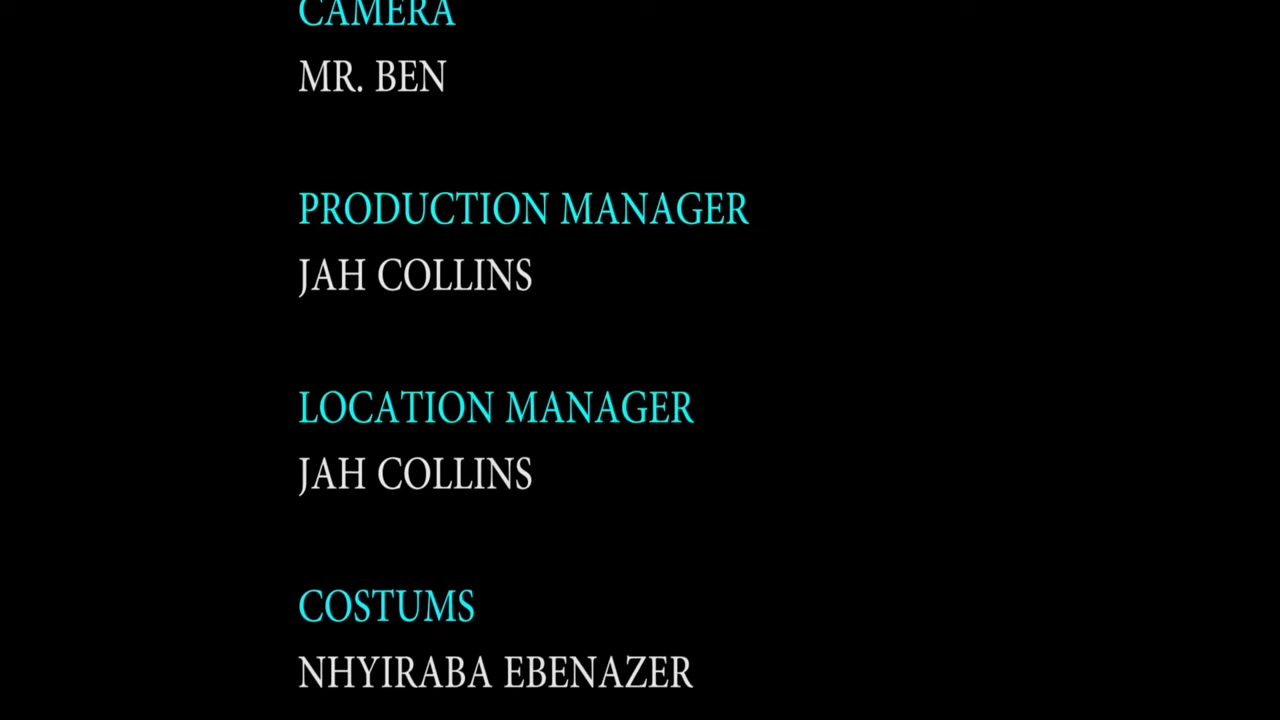 CAMERA
MR. BEN
PRODUCTION MANAGER
JAH COLLINS
LOCATION MANAGER
JAH COLLINS
COSTUMS
NHYIRABA EBENAZER